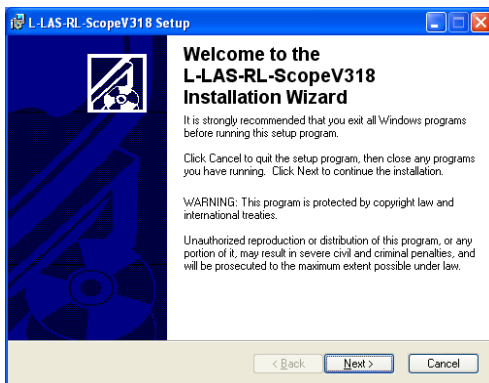 L-LAS-RL-ScopeV318 Setup
Welcome to the
L-LAS-RL-ScopeV318
Installation Wizard
It is strongly recommended that you exit all Windows programs
before running this setup program.
Click Cancel to quit the setup program, then close any programs
you have running. Click Next to continue the installation.
WARNING: This program is protected by copyright law and
international treaties.
Unauthorized reproduction or distribution of this program, or any
portion of it, may result in severe civil and criminal penalties, and
will be prosecuted to the maximum extent possible under law.
< Back Next > Cancel